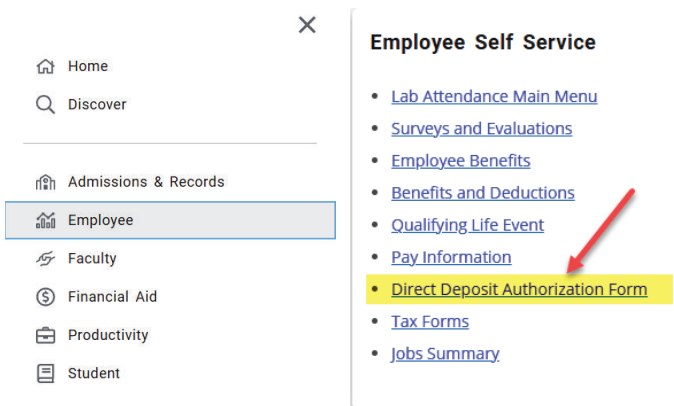 Home
Discover
Admissions & Records
Employee
Faculty
Financial Aid
Productivity
Student
Employee Self Service
Lab Attendance Main Menu
Surveys and Evaluations
Employee Benefits
Benefits and Deductions
Qualifying Life Event
Pay Information
Direct Deposit Authorization Form
Tax Forms
Jobs Summary